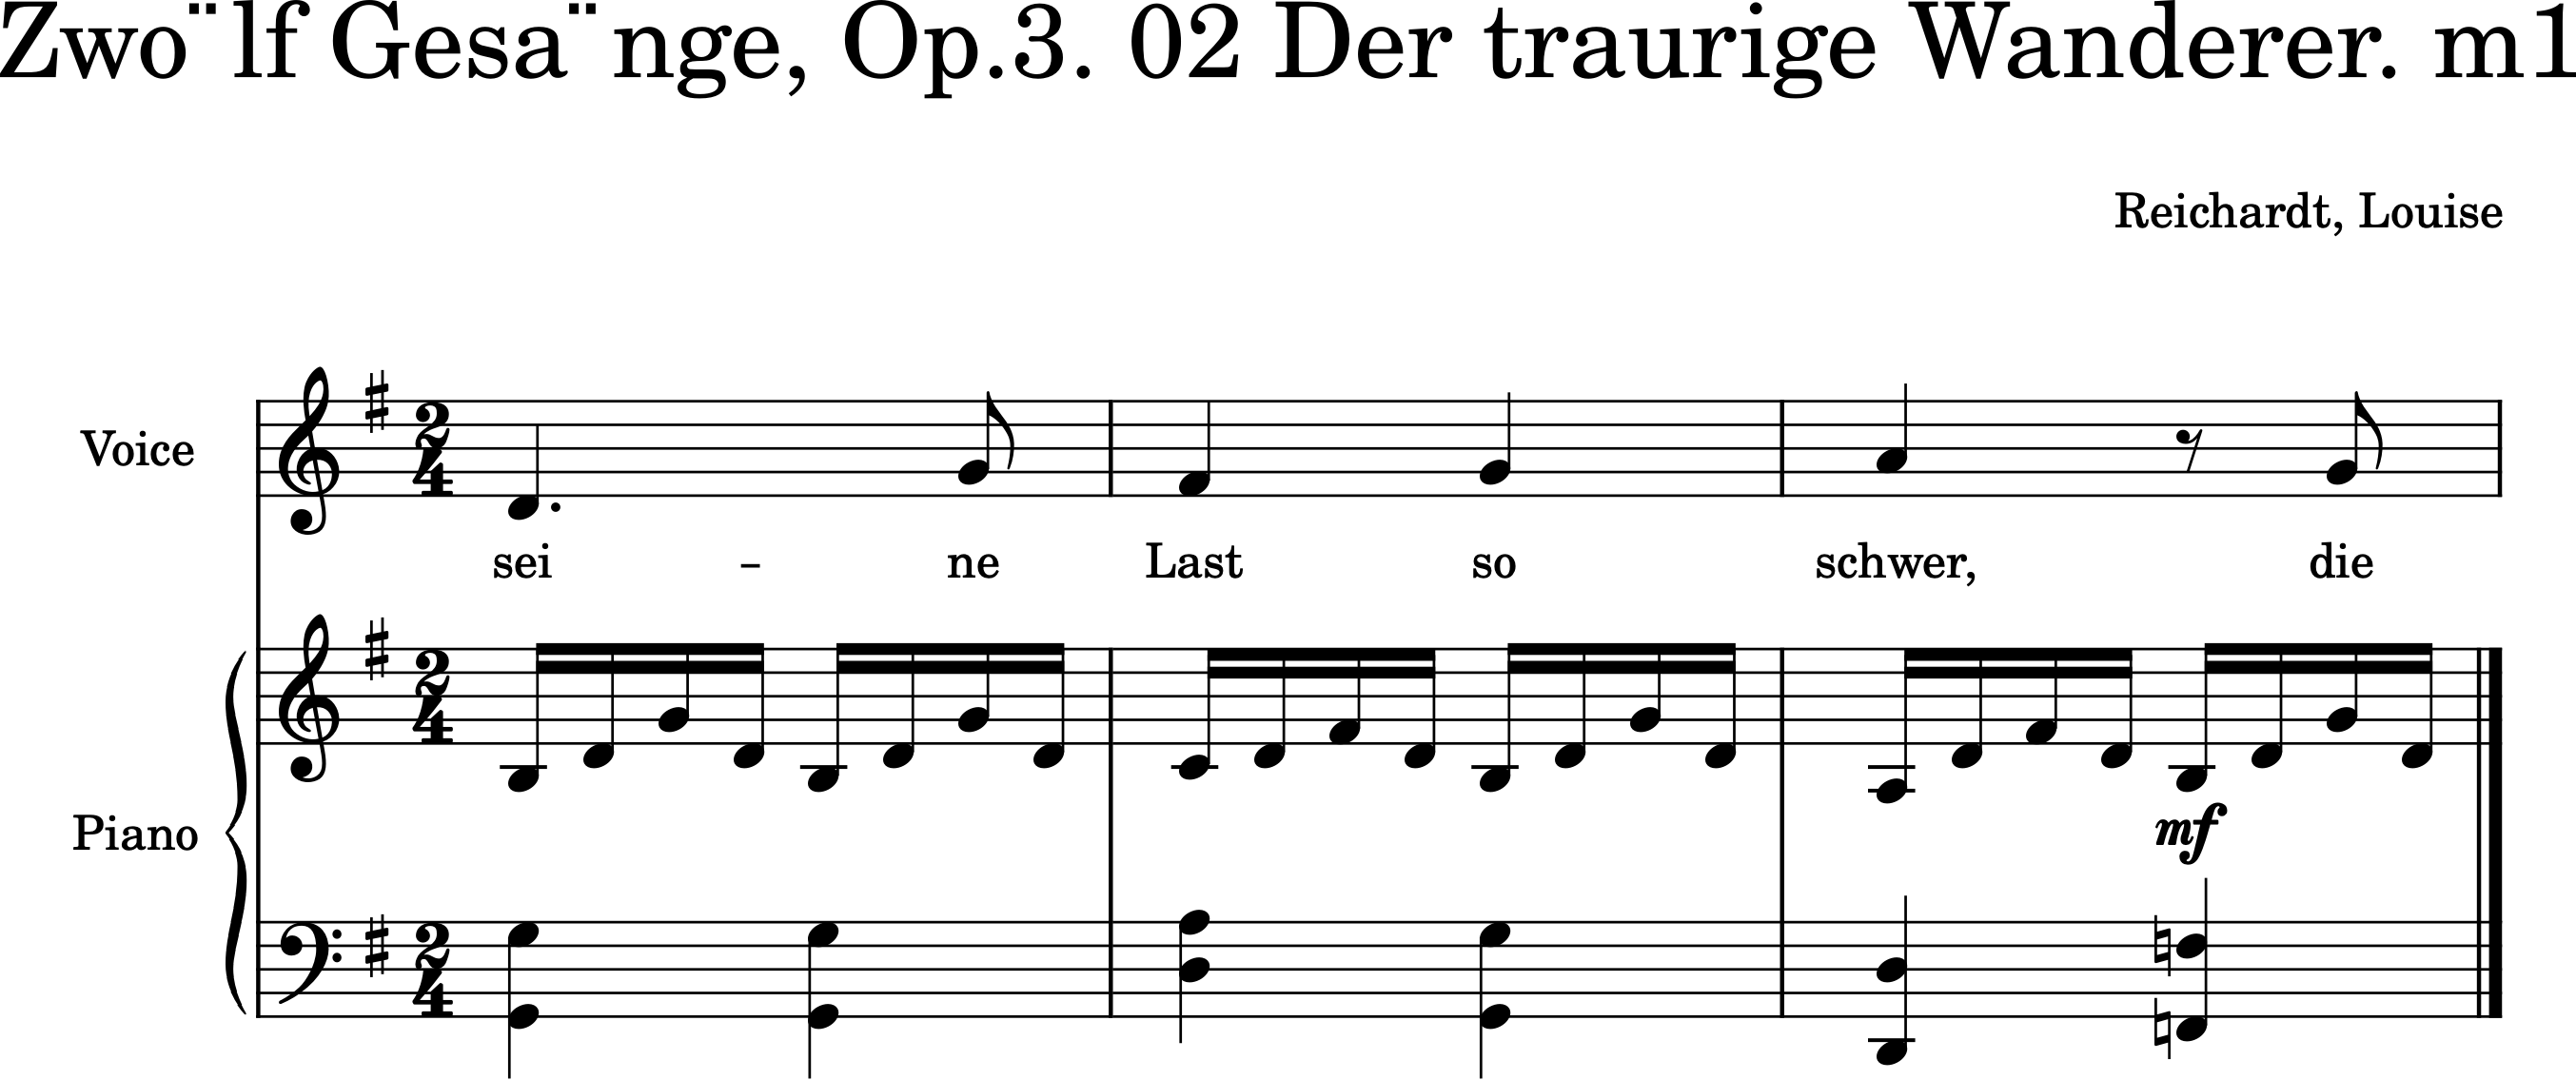 Zwo¨lf Gesa¨nge, Op.3. 02 Der traurige Wanderer. m1
Reichardt, Louise
Voice
sei – ne Last so schwer, die
Piano
mf